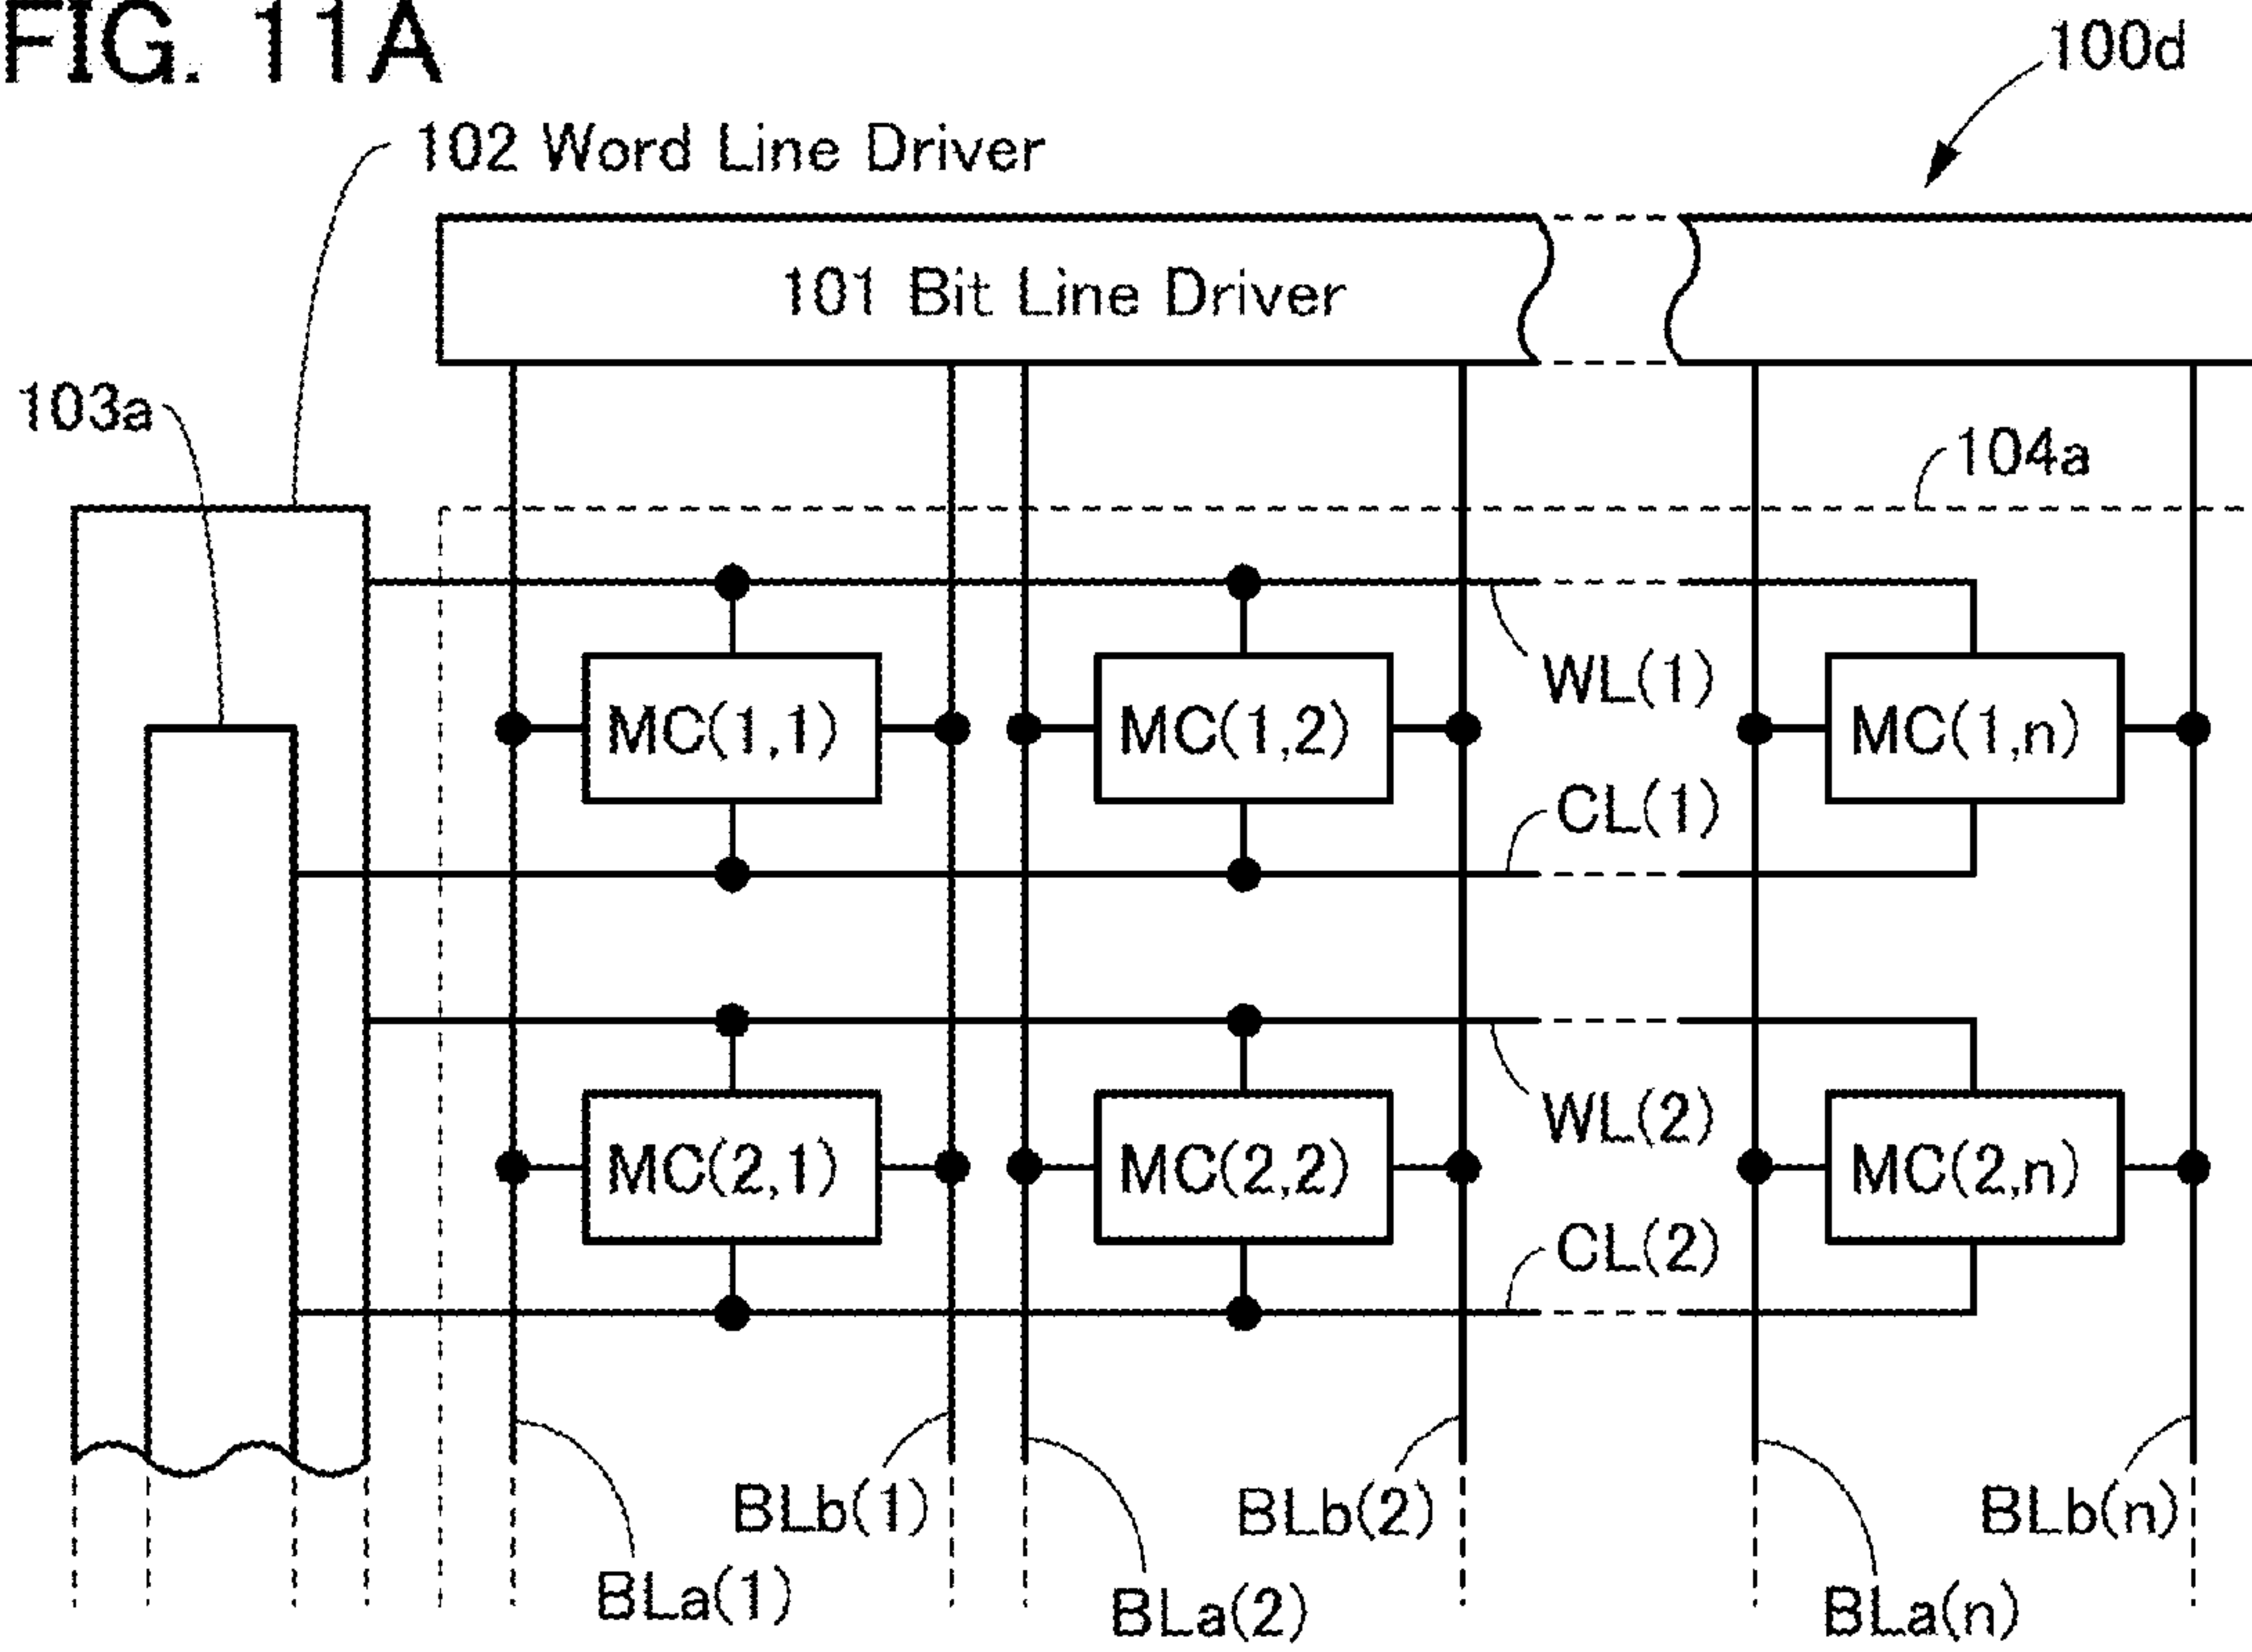 FIG. 11A
100d
102 Word Line Driver
101 Bit Line Driver
103a
104a
WL(1)
MC(1,1)
MC(1,2)
MC(1,n)
CL(1)
WL(2)
MC(2,1)
MC(2,2)
MC(2,n)
CL(2)
BLb(1)
BLb(2)
BLb(n)
BLa(1)
BLa(2)
BLa(n)